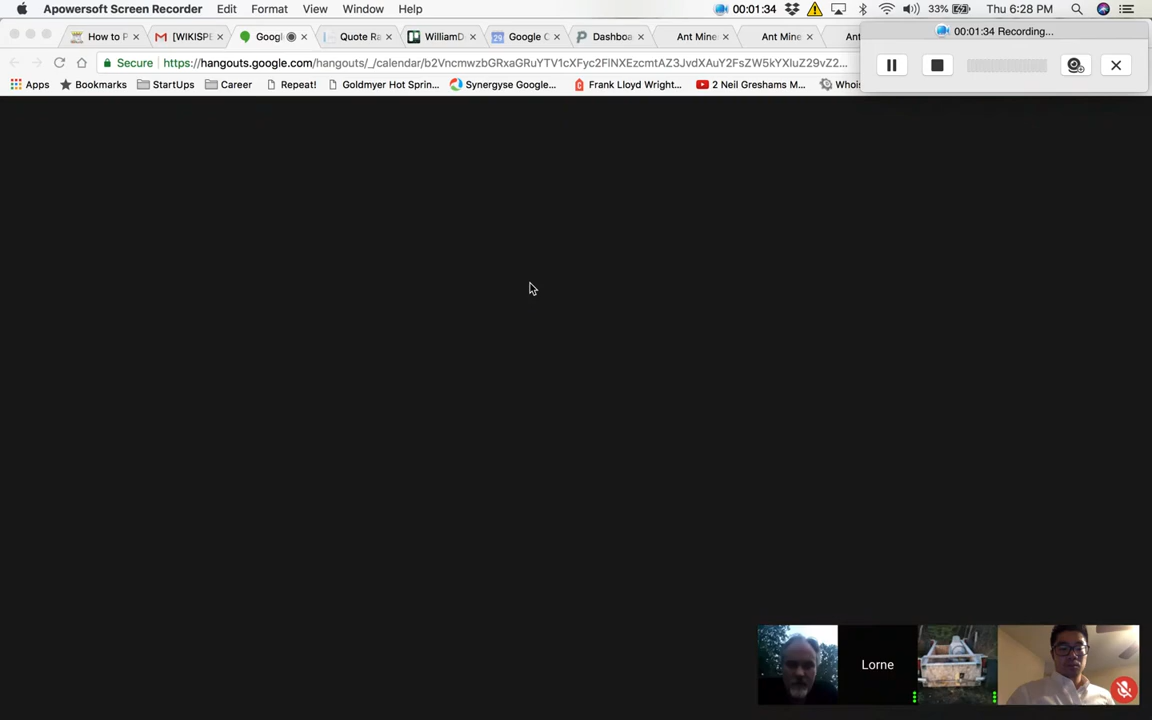 Apowersoft Screen Recorder Edit Format View Window Help 00:01:34 33% Thu 6:28 PM
00:01:34 Recording...
How to P [WIKISPE Googl Quote Ra WilliamD Google C Dashboa Ant Mine Ant Mine Ant
Secure https://hangouts.google.com/hangouts/_/calendar/b2VncmwzbGRxaGRuYTV1cXFyc2FlNXEzcmtAZ3JvdXAuY2FsZW5kYXIuZ29vZ2...
Apps Bookmarks StartUps Career Repeat! Goldmyer Hot Sprin... Synergyse Google... Frank Lloyd Wright... 2 Neil Greshams M... Whois
Lorne